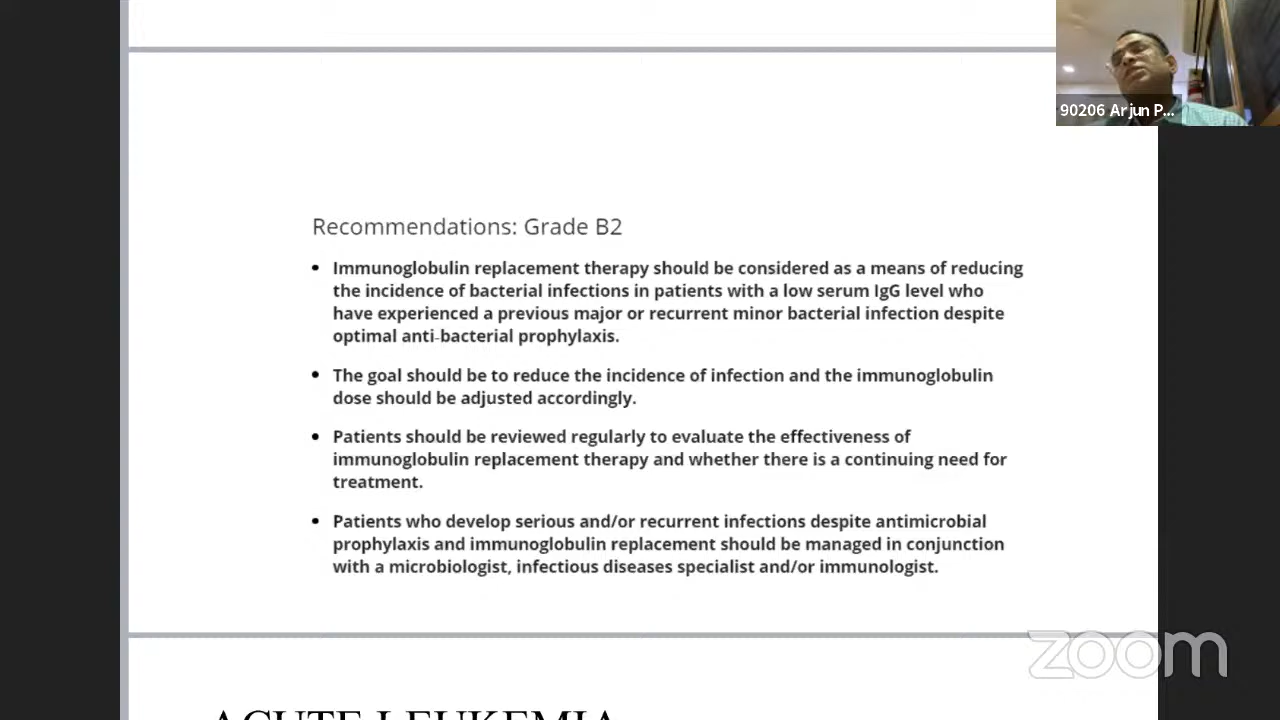 90206 Arjun P...
Recommendations: Grade B2
• Immunoglobulin replacement therapy should be considered as a means of reducing
the incidence of bacterial infections in patients with a low serum IgG level who
have experienced a previous major or recurrent minor bacterial infection despite
optimal anti-bacterial prophylaxis.
• The goal should be to reduce the incidence of infection and the immunoglobulin
dose should be adjusted accordingly.
• Patients should be reviewed regularly to evaluate the effectiveness of
immunoglobulin replacement therapy and whether there is a continuing need for
treatment.
• Patients who develop serious and/or recurrent infections despite antimicrobial
prophylaxis and immunoglobulin replacement should be managed in conjunction
with a microbiologist, infectious diseases specialist and/or immunologist.
zoom
ACUTE LEUKEMIA